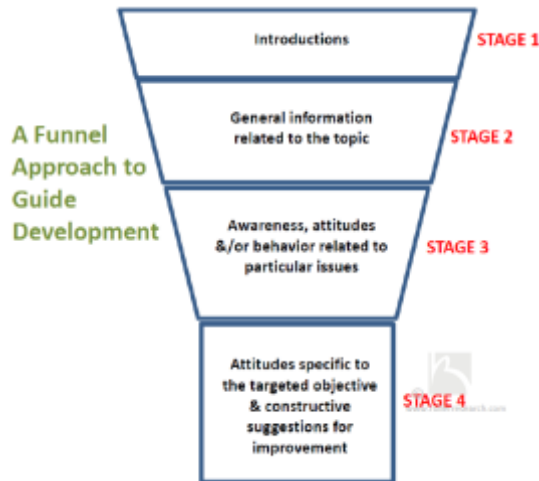 Introductions
STAGE 1
General information
related to the topic
STAGE 2
A Funnel
Approach to
Guide
Development
Awareness, attitudes
&/or behavior related to
particular issues
STAGE 3
Attitudes specific to
the targeted objective
& constructive
suggestions for
improvement
STAGE 4